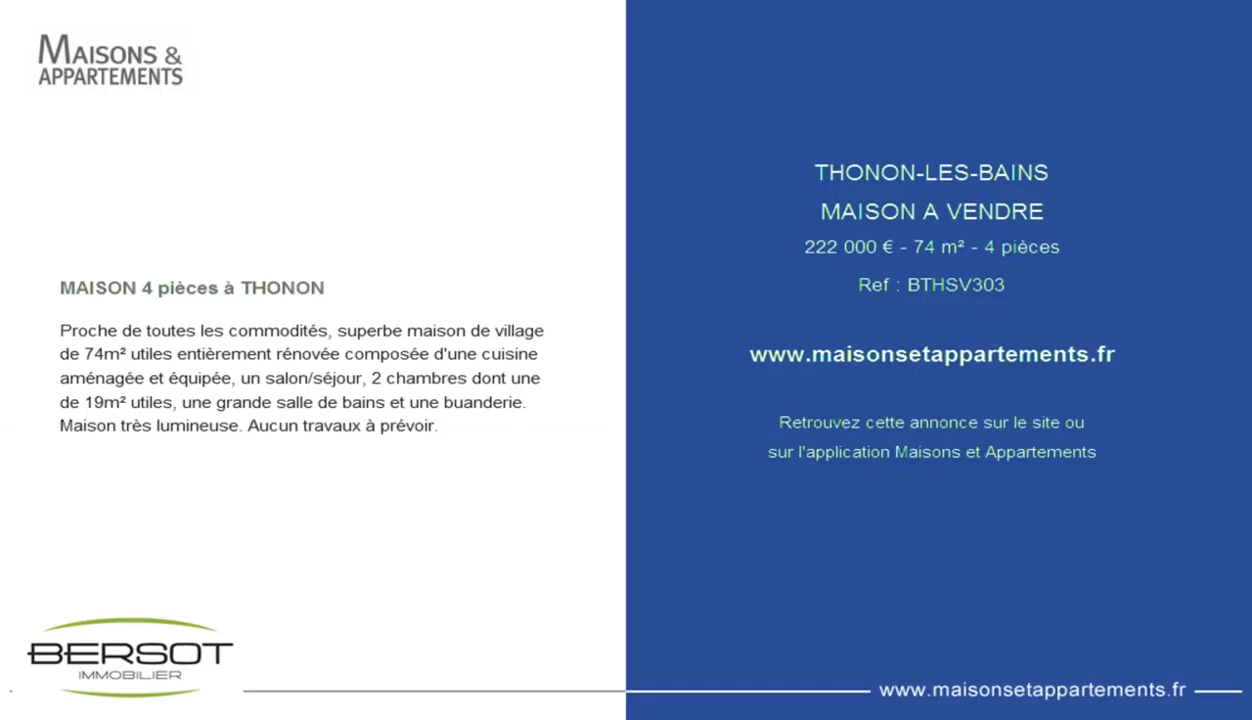 MAISONS &
APPARTEMENTS
MAISON 4 pièces à THONON
Proche de toutes les commodités, superbe maison de village
de 74m² utiles entièrement rénovée composée d'une cuisine
aménagée et équipée, un salon/séjour, 2 chambres dont une
de 19m² utiles, une grande salle de bains et une buanderie.
Maison très lumineuse. Aucun travaux à prévoir.
BERSOT
IMMOBILIER
THONON-LES-BAINS
MAISON A VENDRE
222 000 € - 74 m² - 4 pièces
Ref : BTHSV303
www.maisonsetappartements.fr
Retrouvez cette annonce sur le site ou
sur l'application Maisons et Appartements
www.maisonsetappartements.fr